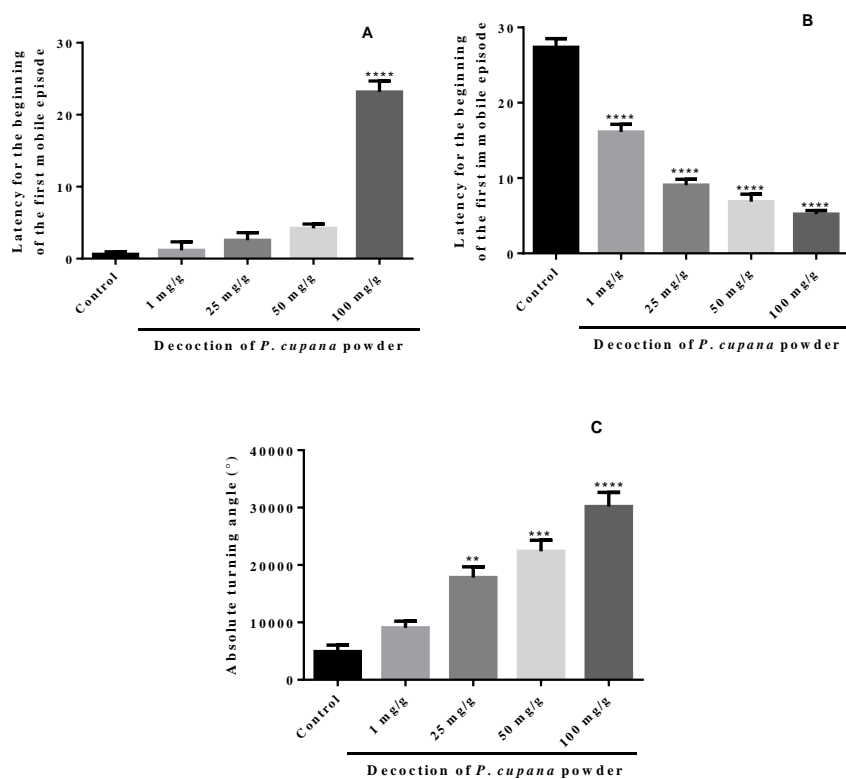 A
Latency for the beginning
of the first mobile episode
30
20
10
0
****
Control
1 mg/g
25 mg/g
50 mg/g
100 mg/g
Decoction of P. cupana powder
B
Latency for the beginning
of the first immobile episode
30
20
10
0
****
****
****
****
Control
1 mg/g
25 mg/g
50 mg/g
100 mg/g
Decoction of P. cupana powder
C
Absolute turning angle (°)
40000
30000
20000
10000
0
**
***
****
Control
1 mg/g
25 mg/g
50 mg/g
100 mg/g
Decoction of P. cupana powder